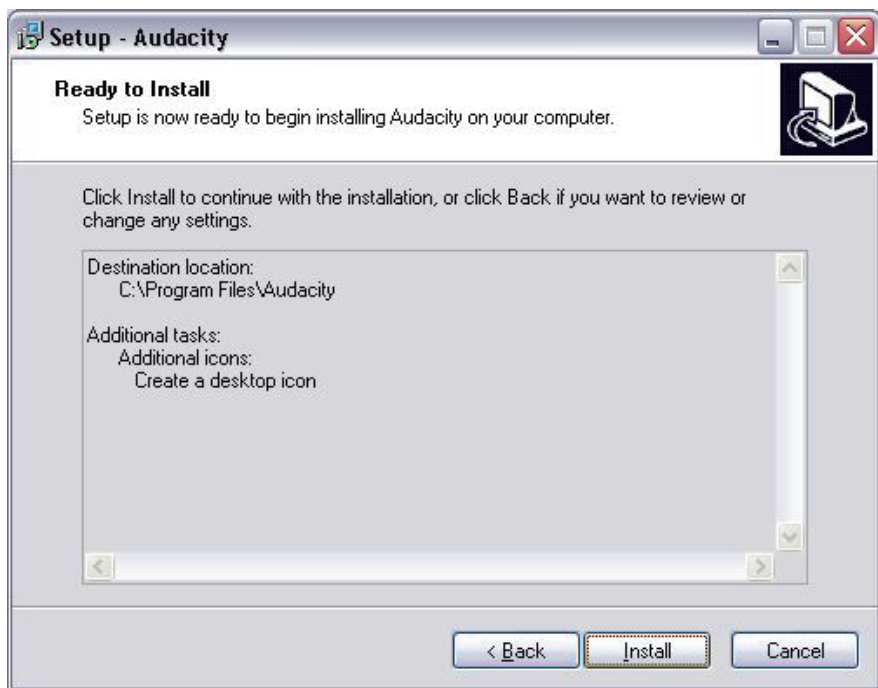 Setup - Audacity
Ready to Install
Setup is now ready to begin installing Audacity on your computer.
Click Install to continue with the installation, or click Back if you want to review or
change any settings.
Destination location:
C:\Program Files\Audacity
Additional tasks:
Additional icons:
Create a desktop icon
< Back
Install
Cancel